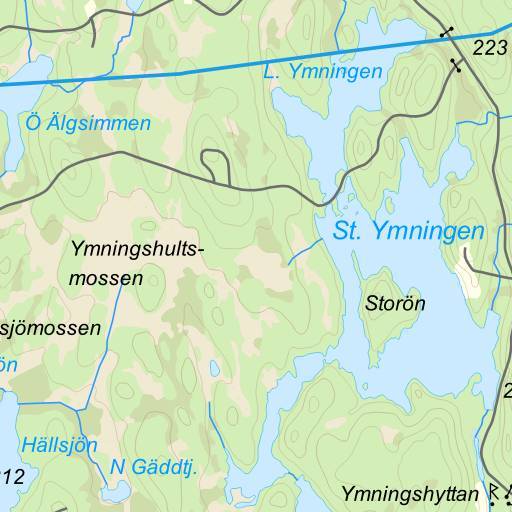 223
L. Ymningen
Ö Älgsimmen
St. Ymningen
Ymningshults-
mossen
Storön
sjömossen
ön
Hällsjön
N Gäddtj.
12
Ymningshyttan R